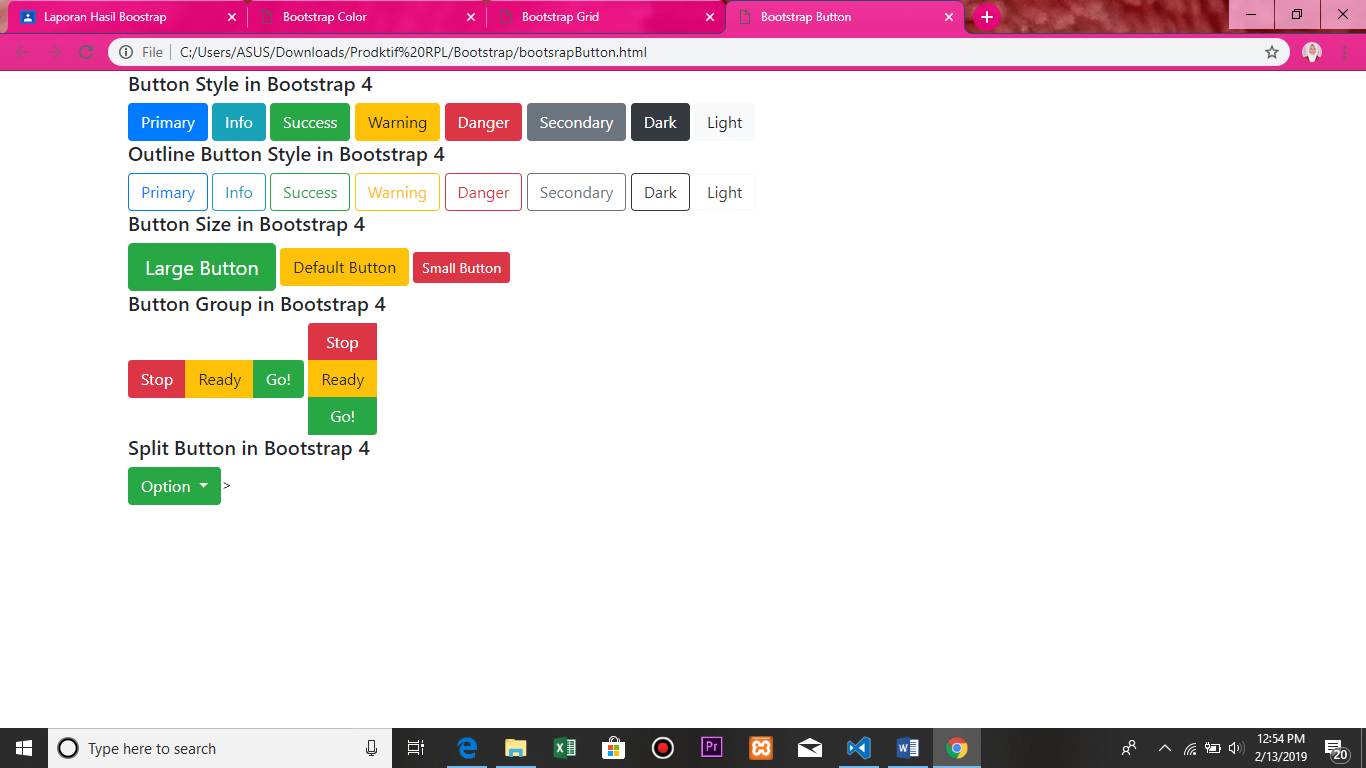 Laporan Hasil Boostrap
Bootstrap Color
Bootstrap Grid
Bootstrap Button
File
C:/Users/ASUS/Downloads/Prodktif%20RPL/Bootstrap/bootsrapButton.html
Button Style in Bootstrap 4
Primary Info Success Warning Danger Secondary Dark Light
Outline Button Style in Bootstrap 4
Primary Info Success Warning Danger Secondary Dark Light
Button Size in Bootstrap 4
Large Button Default Button Small Button
Button Group in Bootstrap 4
Stop
Stop Ready Go! Ready
Go!
Split Button in Bootstrap 4
Option >
Type here to search
Pr
12:54 PM
2/13/2019
20